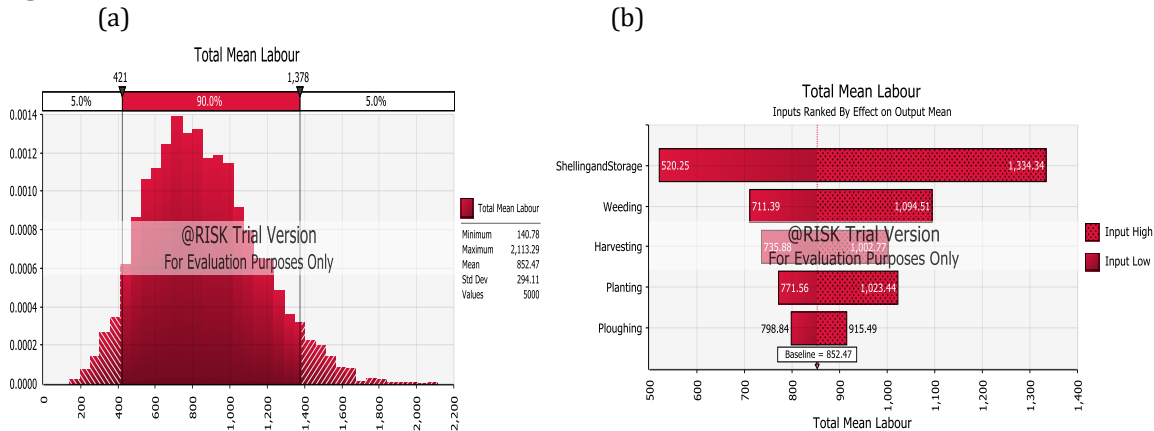 (a)
Total Mean Labour
421
1,378
5.0%
90.0%
5.0%
0.0014
0.0012
0.0010
0.0008
0.0006
0.0004
0.0002
0.0000
0
200
400
600
800
1,000
1,200
1,400
1,600
1,800
2,000
2,200
@RISK Trial Version
For Evaluation Purposes Only
Total Mean Labour
Minimum 140.78
Maximum 2,113.29
Mean 852.47
Std Dev 294.11
Values 5000
(b)
Total Mean Labour
Inputs Ranked By Effect on Output Mean
ShellingandStorage 520.25 1,334.34
Weeding 711.39 1,094.51
Harvesting 735.88 1,002.77
Planting 771.56 1,023.44
Ploughing 798.84 915.49
@RISK Trial Version
For Evaluation Purposes Only
Baseline = 852.47
500
600
700
800
900
1,000
1,100
1,200
1,300
1,400
Total Mean Labour
Input High
Input Low